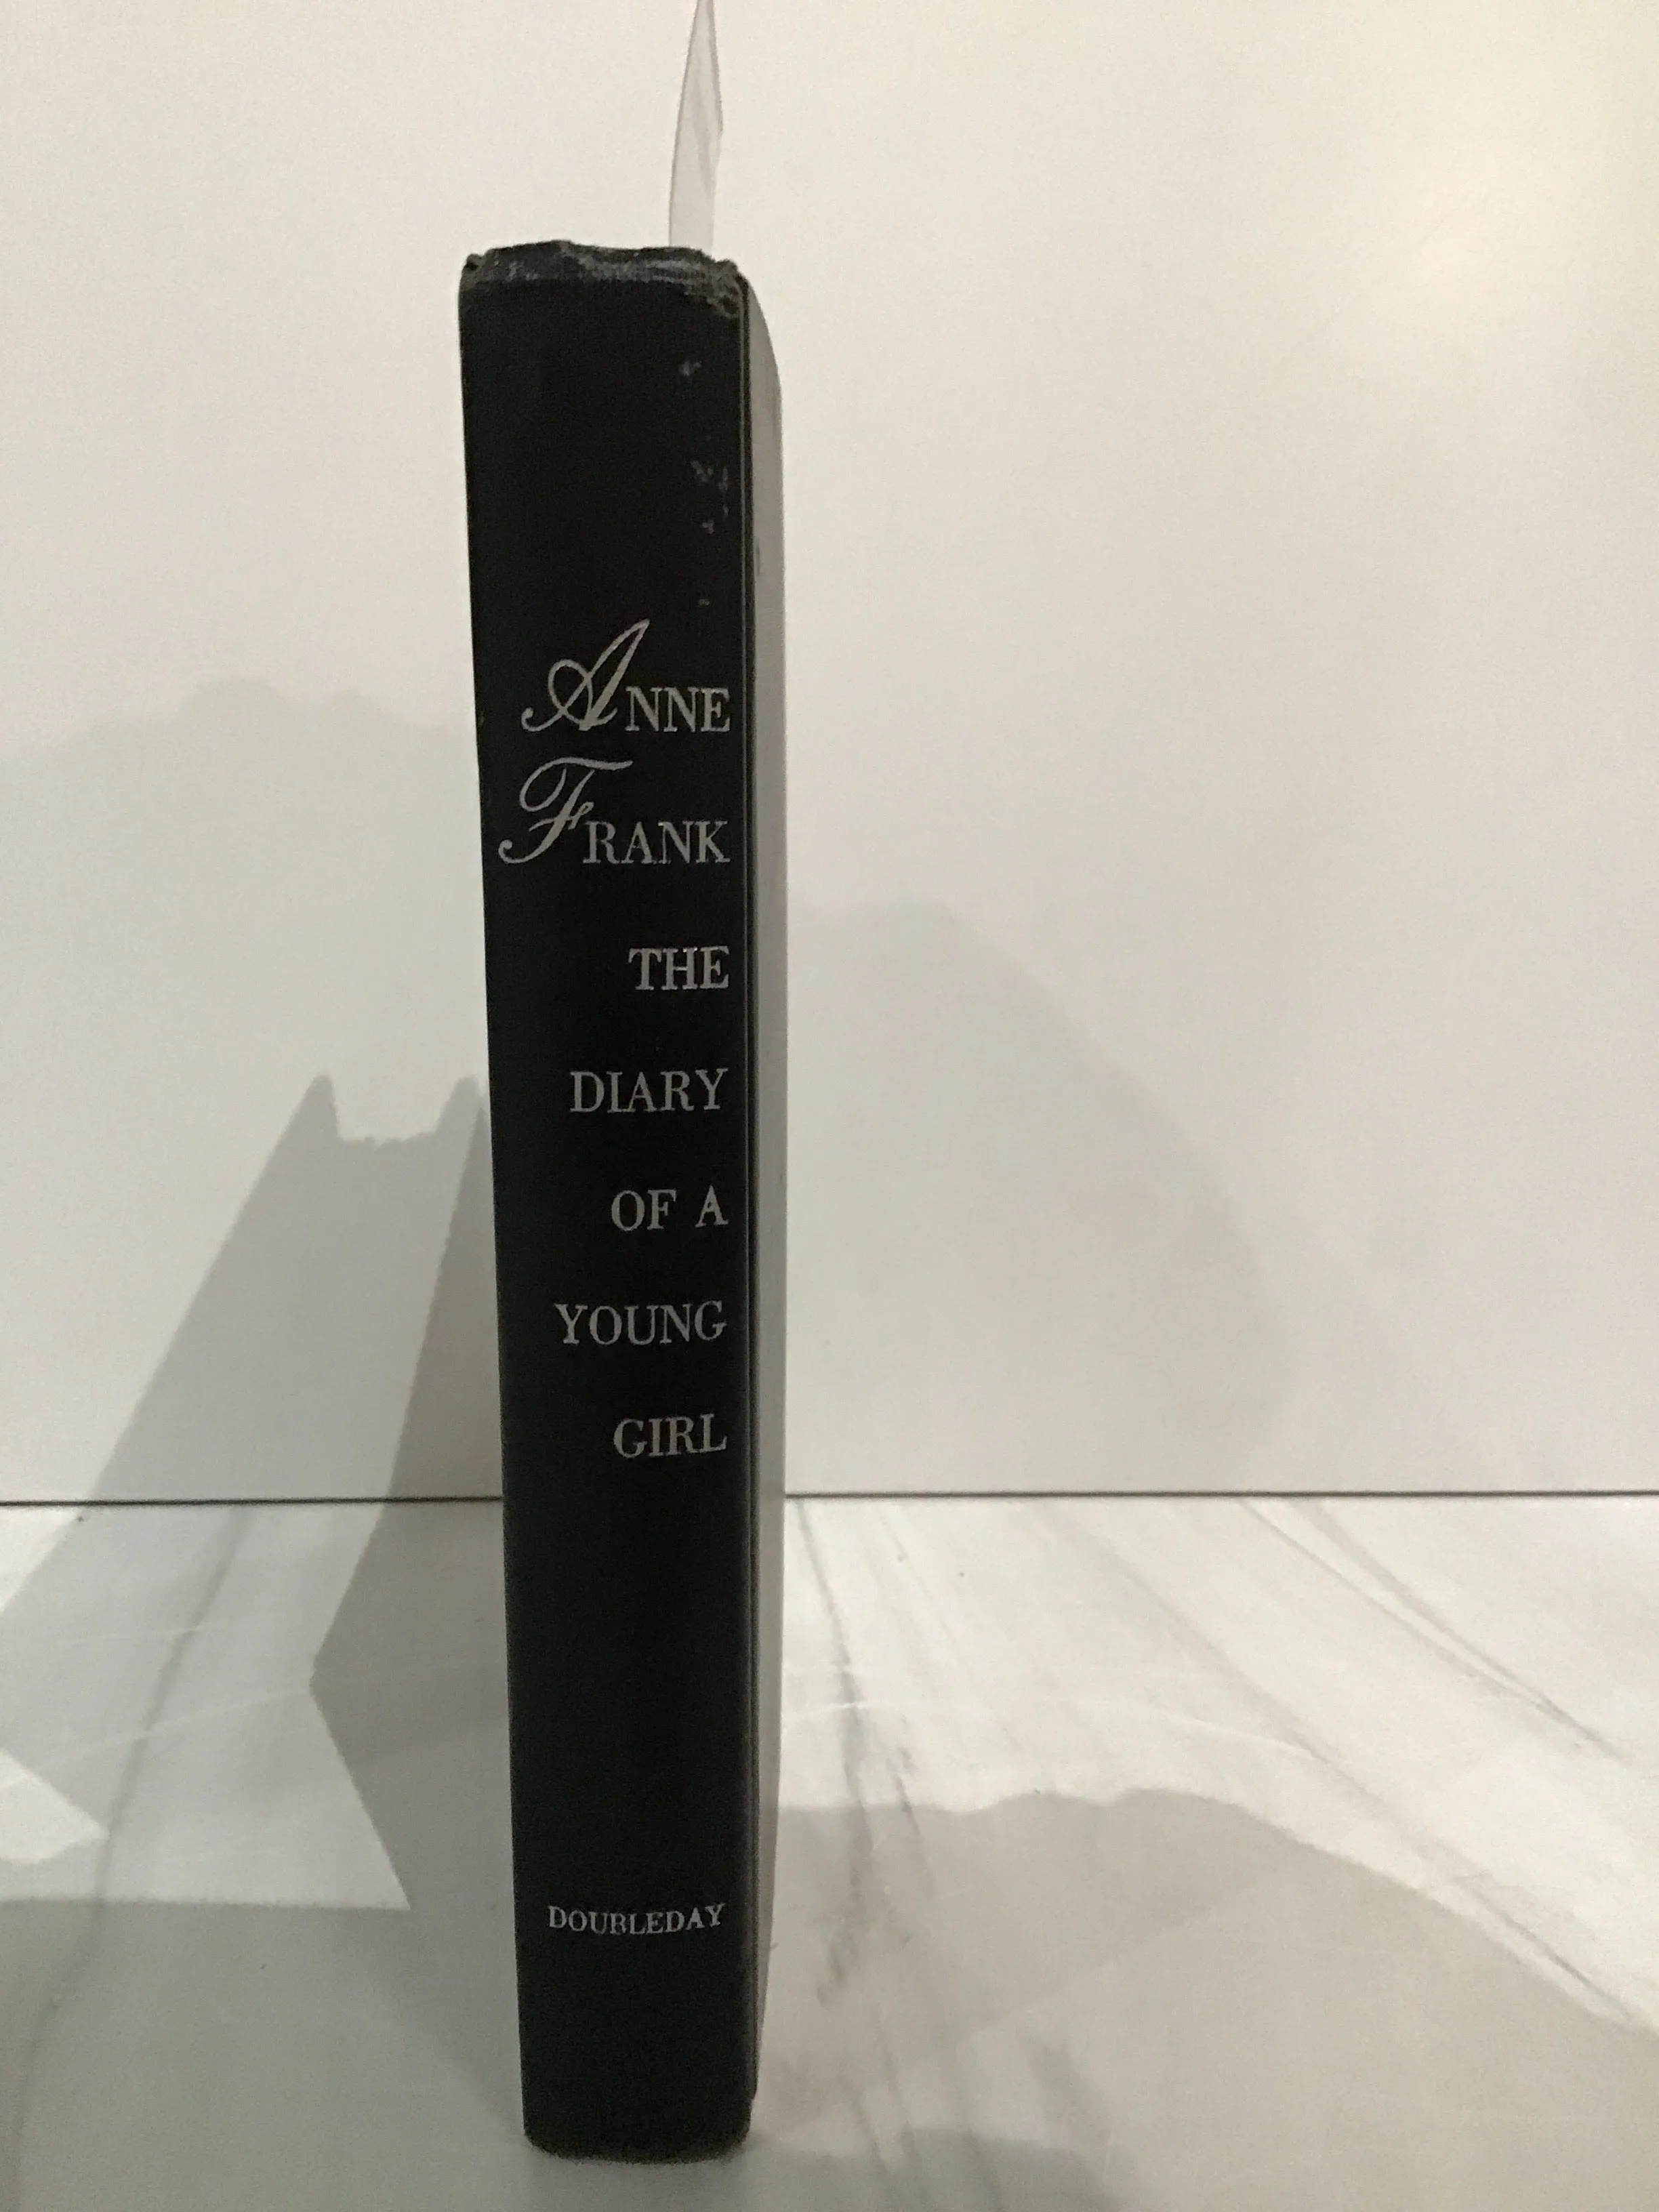 ANNE
FRANK
THE
DIARY
OF A
YOUNG
GIRL
DOUBLEDAY